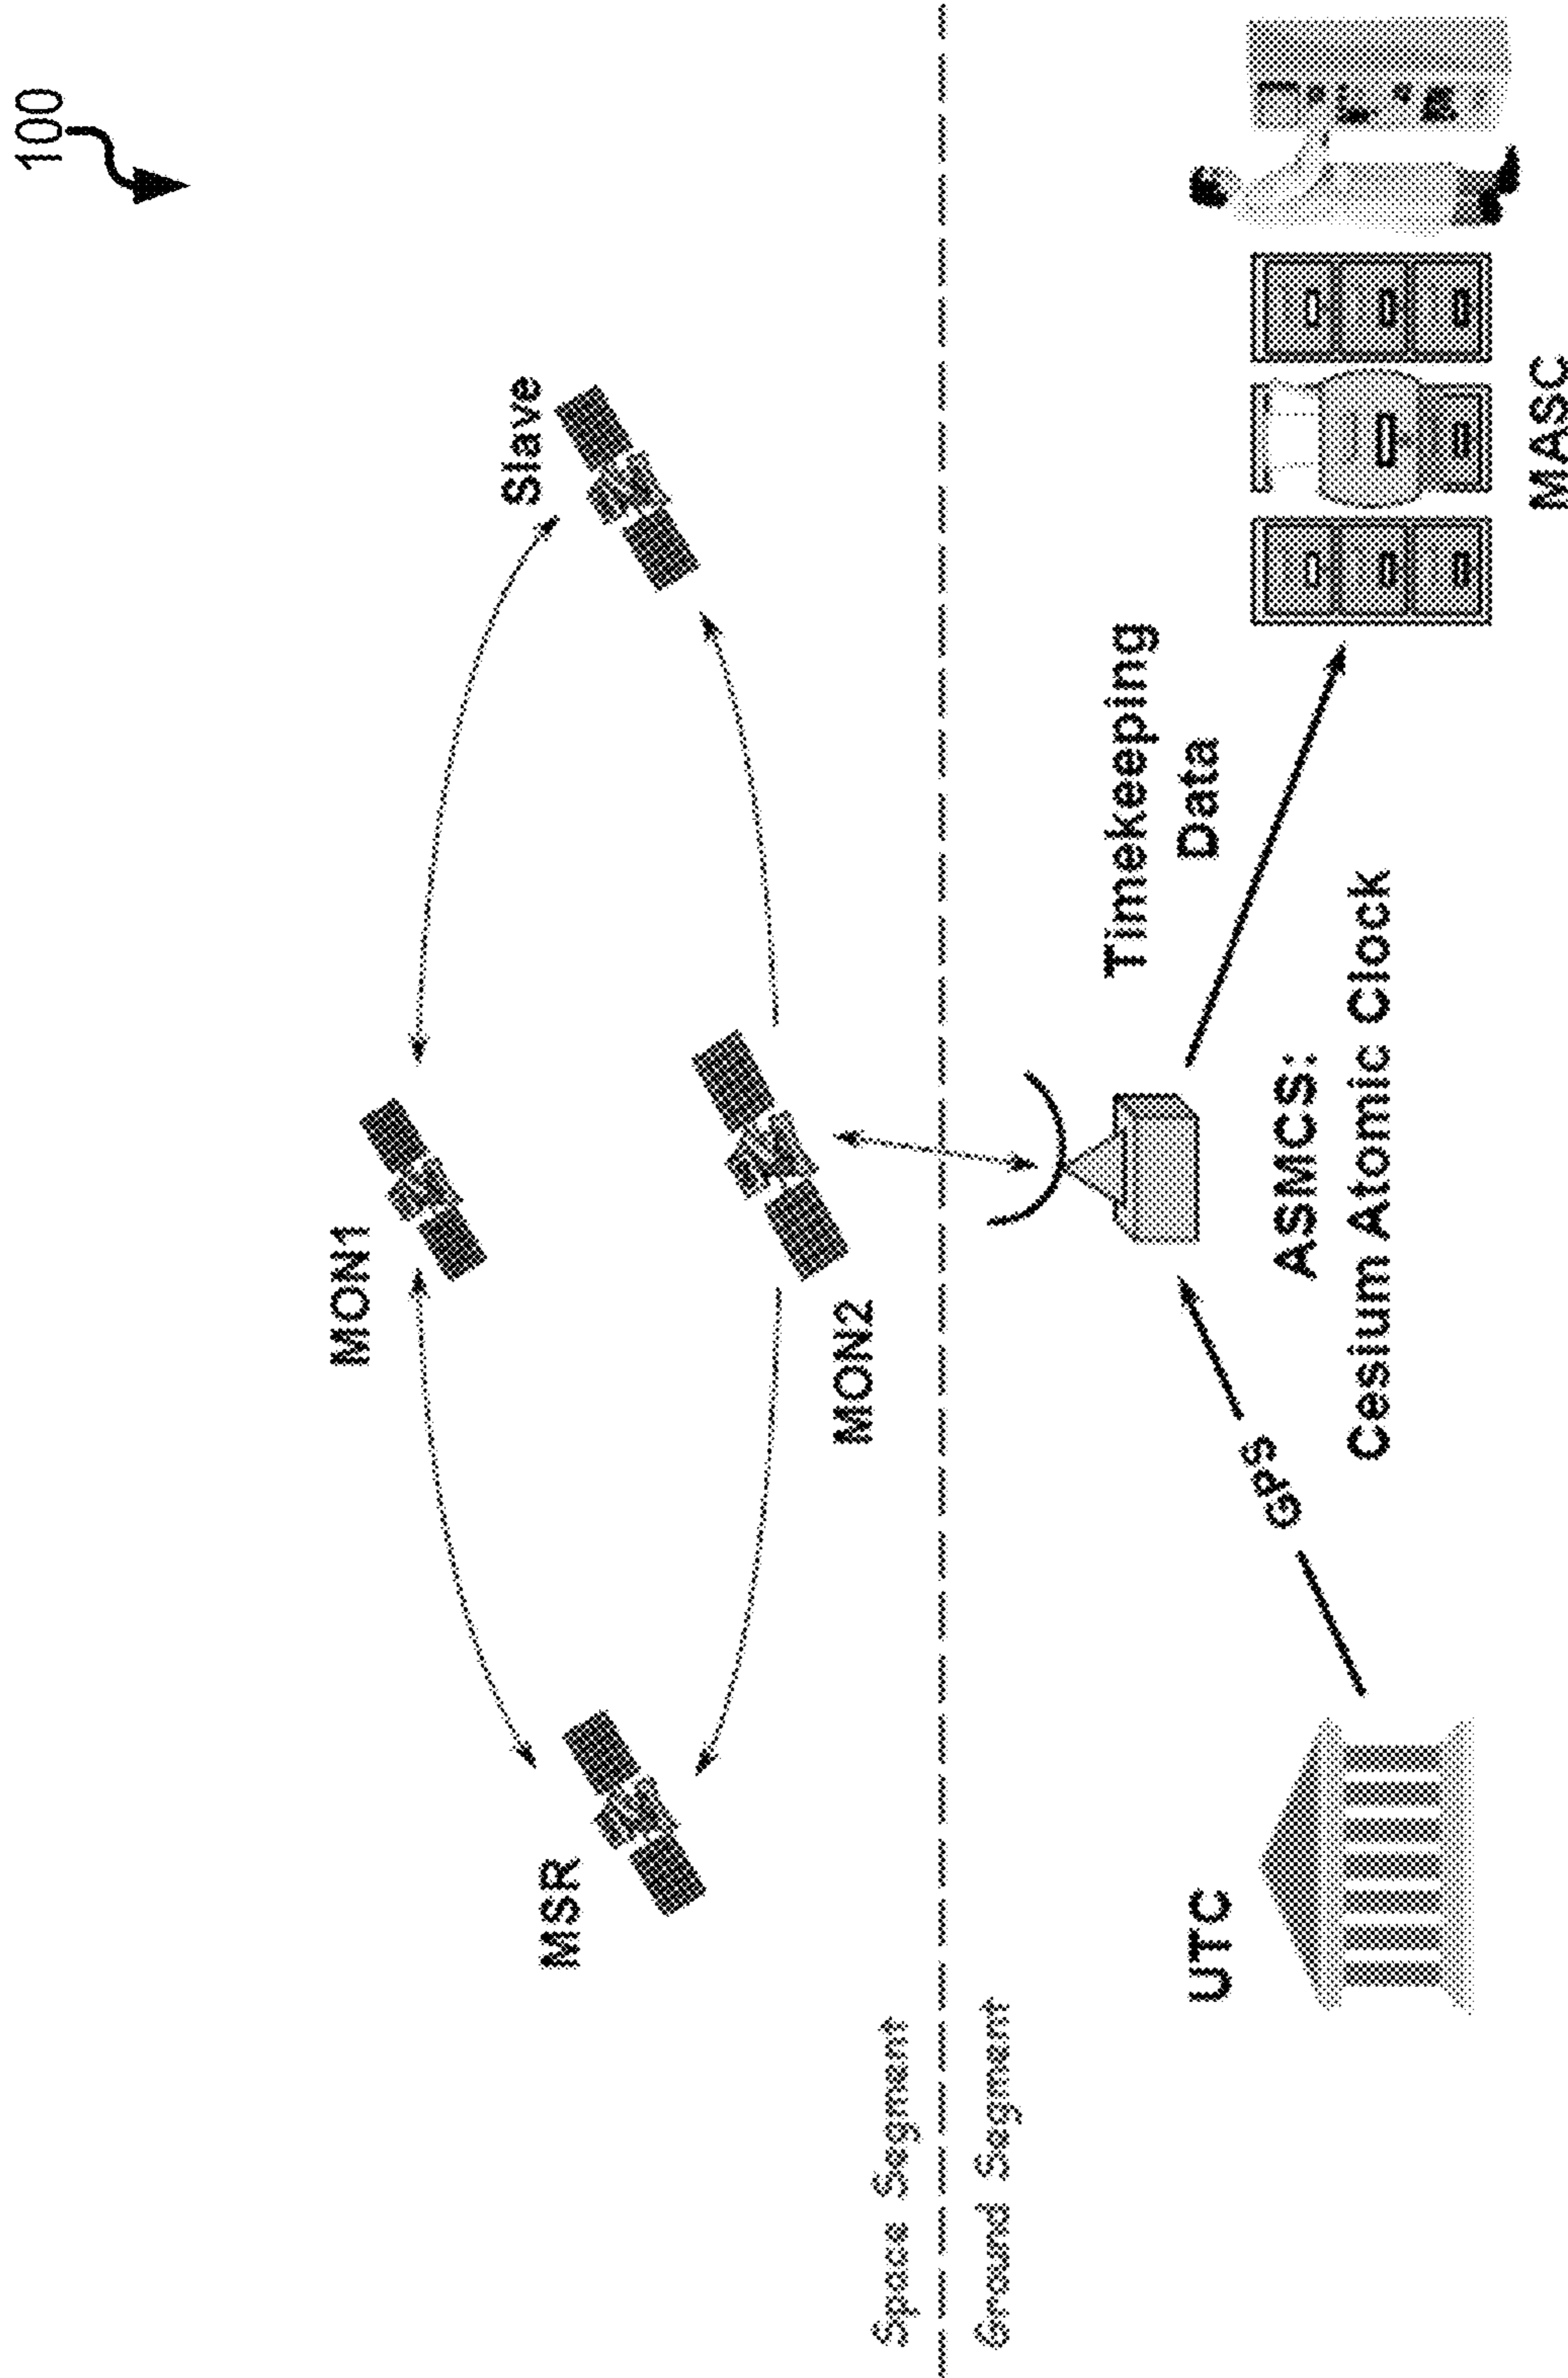 100
MON1
MSR
Slave
MON2
Space Segment
Ground Segment
UTC
GPS
Timekeeping
Data
ASMCS:
Cesium Atomic Clock
MASC